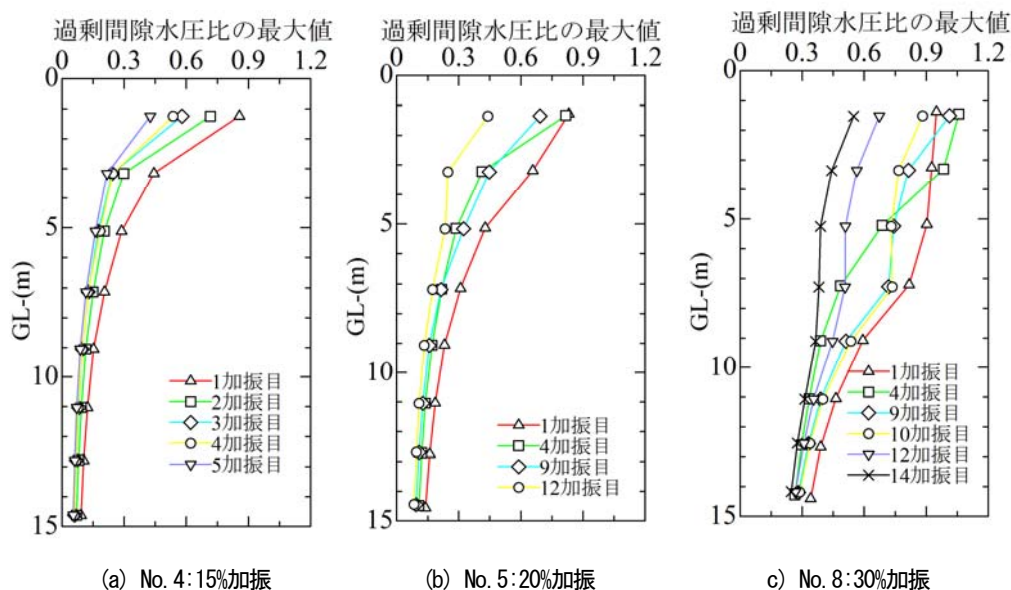 過剰間隙水圧比の最大値
0 0.3 0.6 0.9 1.2
0
5
10
15
GL-(m)
1加振目
2加振目
3加振目
4加振目
5加振目
(a) No.4:15%加振
過剰間隙水圧比の最大値
0 0.3 0.6 0.9 1.2
0
5
10
15
GL-(m)
1加振目
4加振目
9加振目
12加振目
(b) No.5:20%加振
過剰間隙水圧比の最大値
0 0.3 0.6 0.9 1.2
0
5
10
15
GL-(m)
1加振目
4加振目
9加振目
10加振目
12加振目
14加振目
c) No.8:30%加振